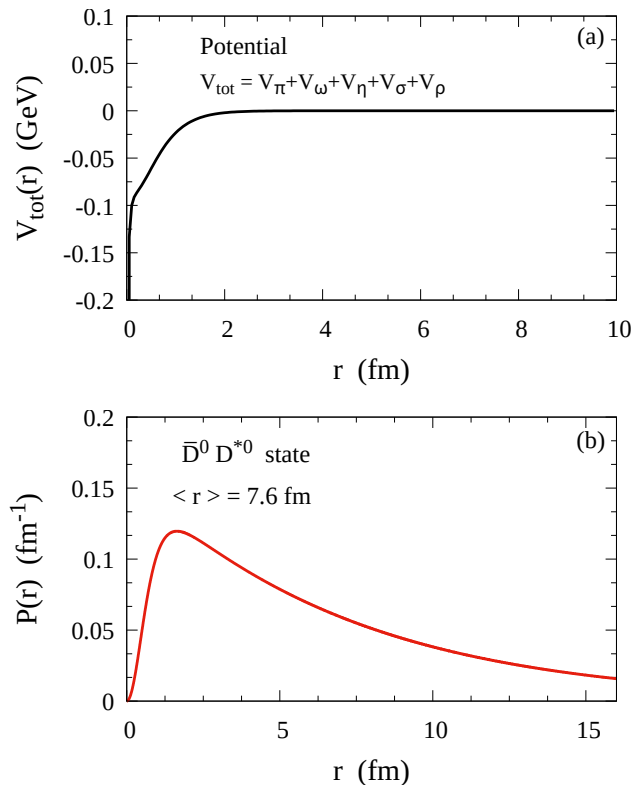 0.1
(a)
Potential
0.05
V_tot = V_π+V_ω+V_η+V_σ+V_ρ
0
-0.05
-0.1
-0.15
-0.2
V_tot(r) (GeV)
0 2 4 6 8 10
r (fm)
0.2
(b)
D̅⁰ D*⁰ state
0.15
< r > = 7.6 fm
0.1
0.05
0
P(r) (fm⁻¹)
0 5 10 15
r (fm)